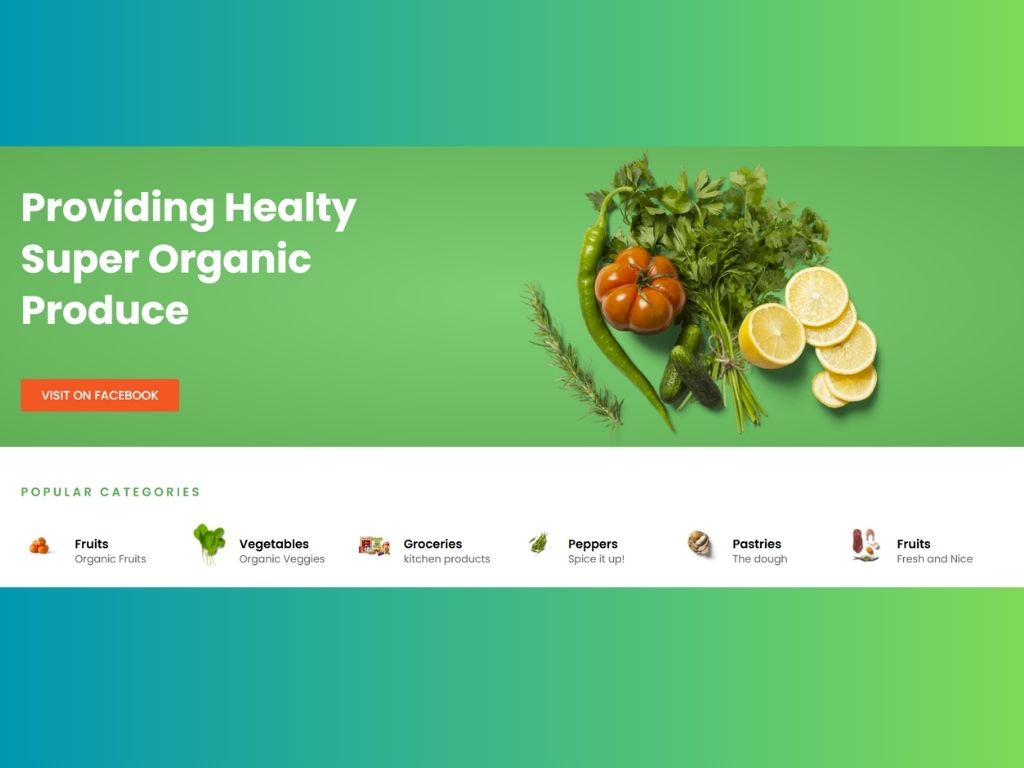 Providing Healty
Super Organic
Produce
VISIT ON FACEBOOK
POPULAR CATEGORIES
Fruits
Organic Fruits
Vegetables
Organic Veggies
Groceries
kitchen products
Peppers
Spice it up!
Pastries
The dough
Fruits
Fresh and Nice